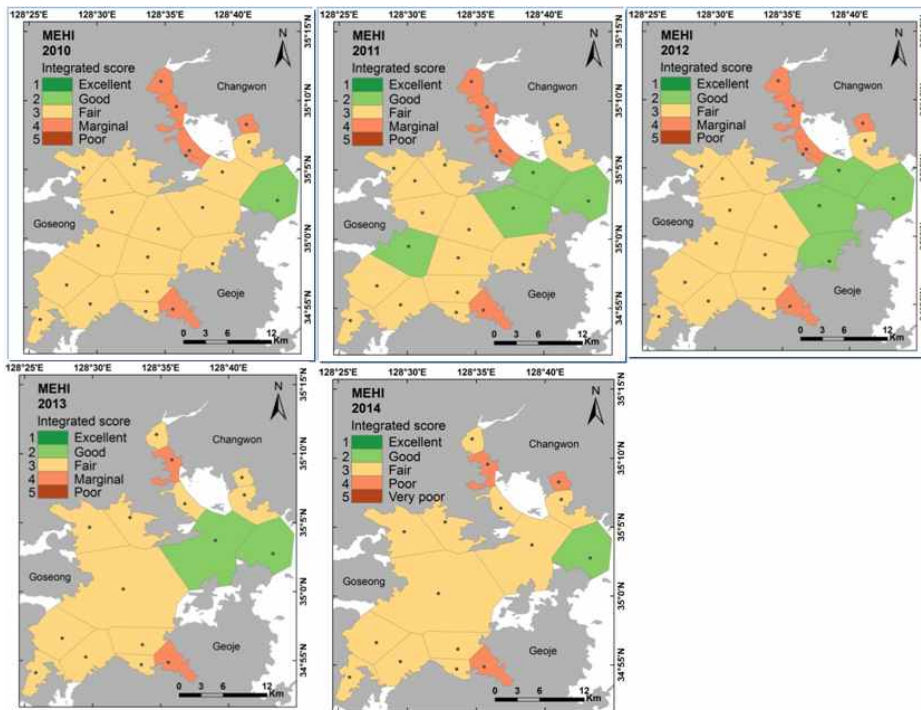 128°25'E 128°30'E 128°35'E 128°40'E
MEHI
2010
N
Integrated score
1 Excellent
2 Good
3 Fair
4 Marginal
5 Poor
Changwon
Goseong
Geoje
0 3 6 12
Km
35°15'N
35°10'N
35°5'N
35°0'N
34°55'N
128°25'E 128°30'E 128°35'E 128°40'E
MEHI
2011
N
Integrated score
1 Excellent
2 Good
3 Fair
4 Marginal
5 Poor
Changwon
Goseong
Geoje
0 3 6 12
Km
35°15'N
35°10'N
35°5'N
35°0'N
34°55'N
128°25'E 128°30'E 128°35'E 128°40'E
MEHI
2012
N
Integrated score
1 Excellent
2 Good
3 Fair
4 Marginal
5 Poor
Changwon
Goseong
Geoje
0 3 6 12
Km
128°25'E 128°30'E 128°35'E 128°40'E
MEHI
2013
N
Integrated score
1 Excellent
2 Good
3 Fair
4 Marginal
5 Poor
Changwon
Goseong
Geoje
0 3 6 12
Km
35°15'N
35°10'N
35°5'N
35°0'N
34°55'N
128°25'E 128°30'E 128°35'E 128°40'E
MEHI
2014
N
Integrated score
1 Excellent
2 Good
3 Fair
4 Poor
5 Very poor
Changwon
Goseong
Geoje
0 3 6 12
Km
35°15'N
35°10'N
35°5'N
35°0'N
34°55'N